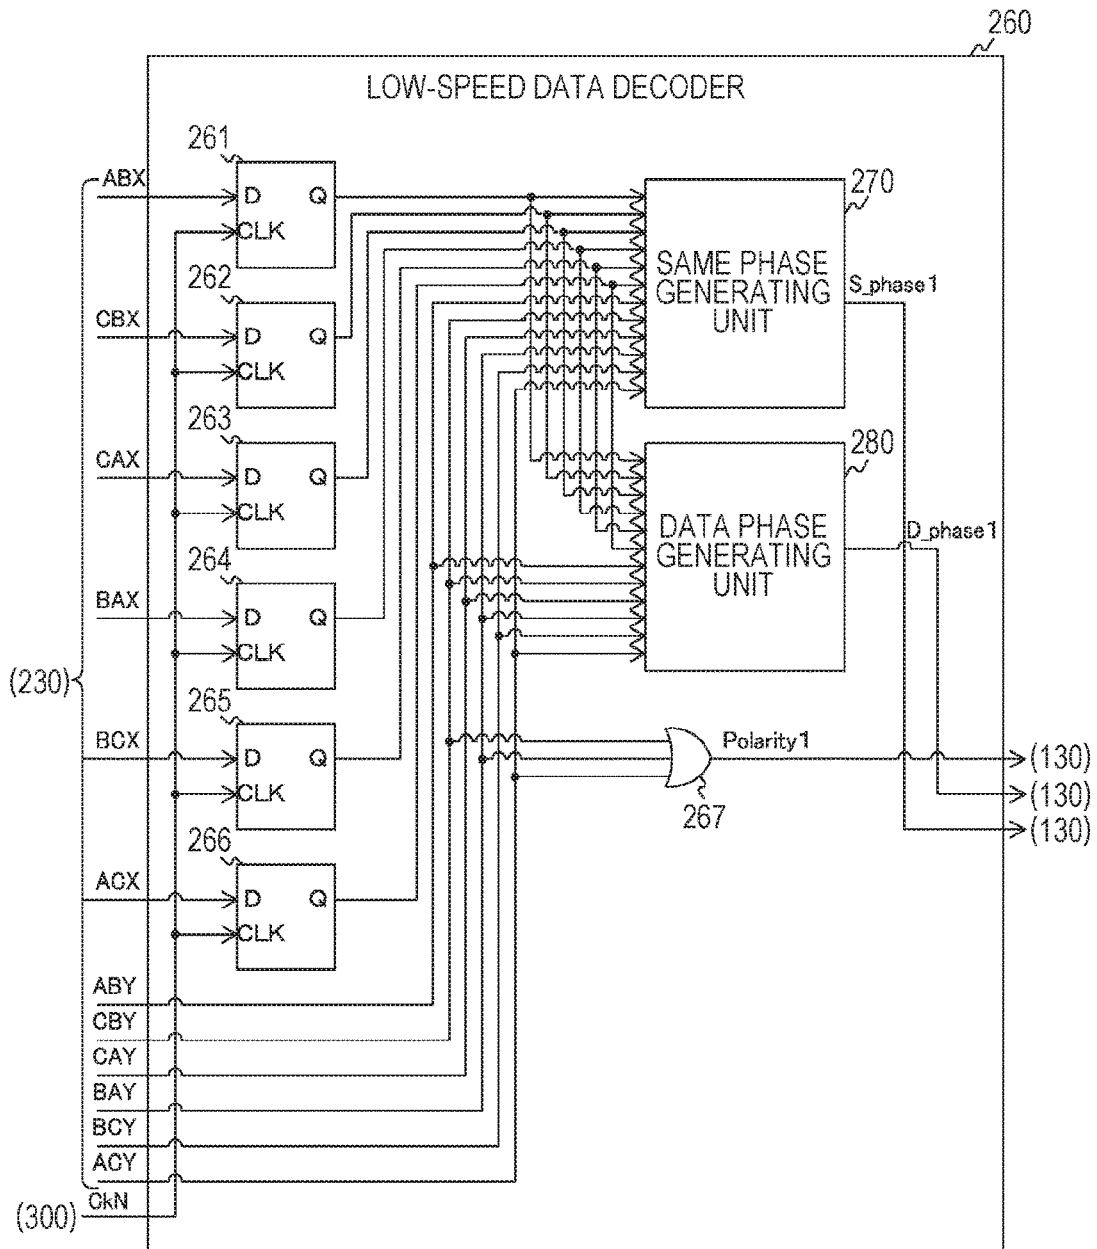 260
LOW-SPEED DATA DECODER
261
ABX
D Q
CLK
270
SAME PHASE
GENERATING
UNIT
S_phase1
262
CBX
D Q
CLK
263
CAX
D Q
CLK
280
DATA PHASE
GENERATING
UNIT
D_phase1
264
BAX
D Q
CLK
(230)
265
BCX
D Q
CLK
Polarity1
267
(130)
(130)
(130)
266
ACX
D Q
CLK
ABY
CBY
CAY
BAY
BCY
ACY
CkN
(300)